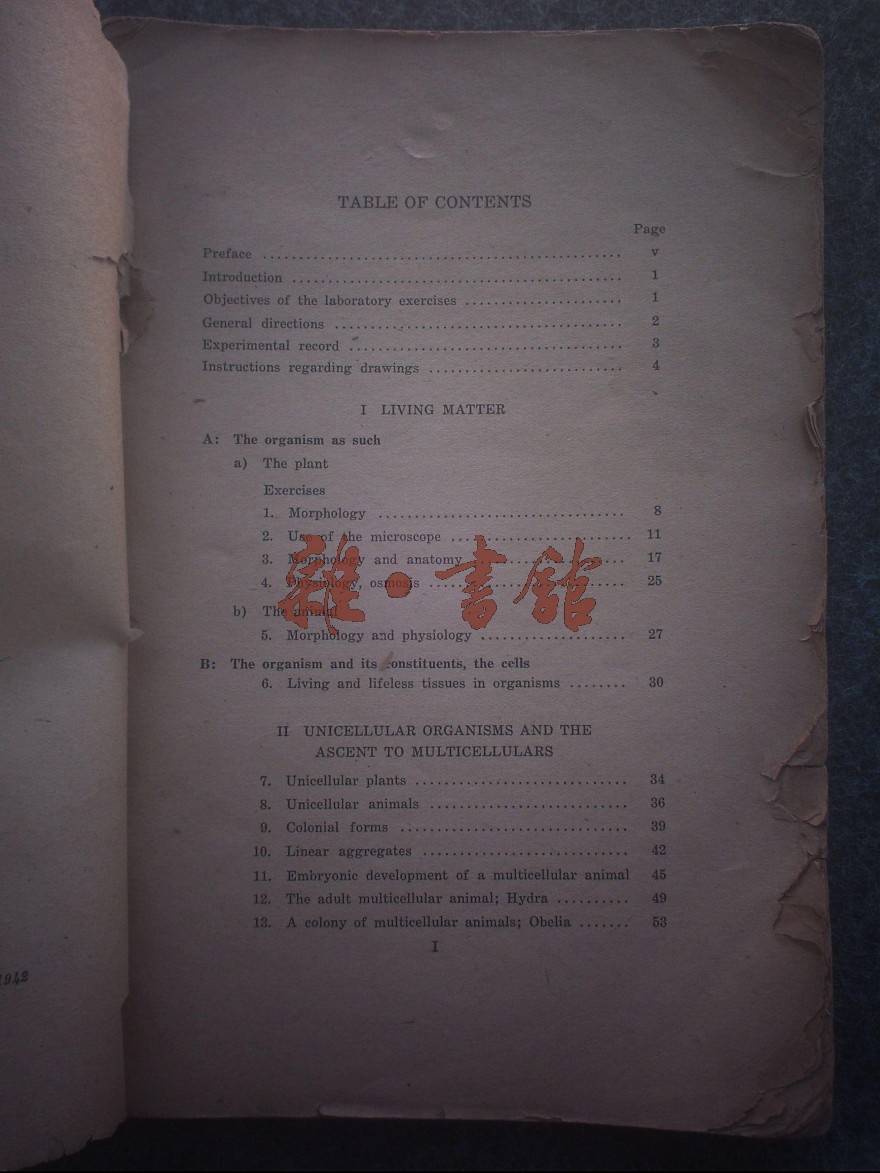 TABLE OF CONTENTS
Page
Preface .................................................. v
Introduction .............................................. 1
Objectives of the laboratory exercises ...................... 1
General directions ........................................ 2
Experimental record ...................................... 3
Instructions regarding drawings ........................... 4
I LIVING MATTER
A: The organism as such
a) The plant
Exercises
1. Morphology .................................. 8
2. Use of the microscope ......................... 11
3. Morphology and anatomy ...................... 17
4. Physiology, osmosis ........................... 25
b) The animal
5. Morphology and physiology .................... 27
B: The organism and its constituents, the cells
6. Living and lifeless tissues in organisms ........ 30
II UNICELLULAR ORGANISMS AND THE
ASCENT TO MULTICELLULARS
7. Unicellular plants ............................. 34
8. Unicellular animals ........................... 36
9. Colonial forms ................................ 39
10. Linear aggregates ............................. 42
11. Embryonic development of a multicellular animal 45
12. The adult multicellular animal; Hydra .......... 49
13. A colony of multicellular animals; Obelia ....... 53
I
1942
雜·書館